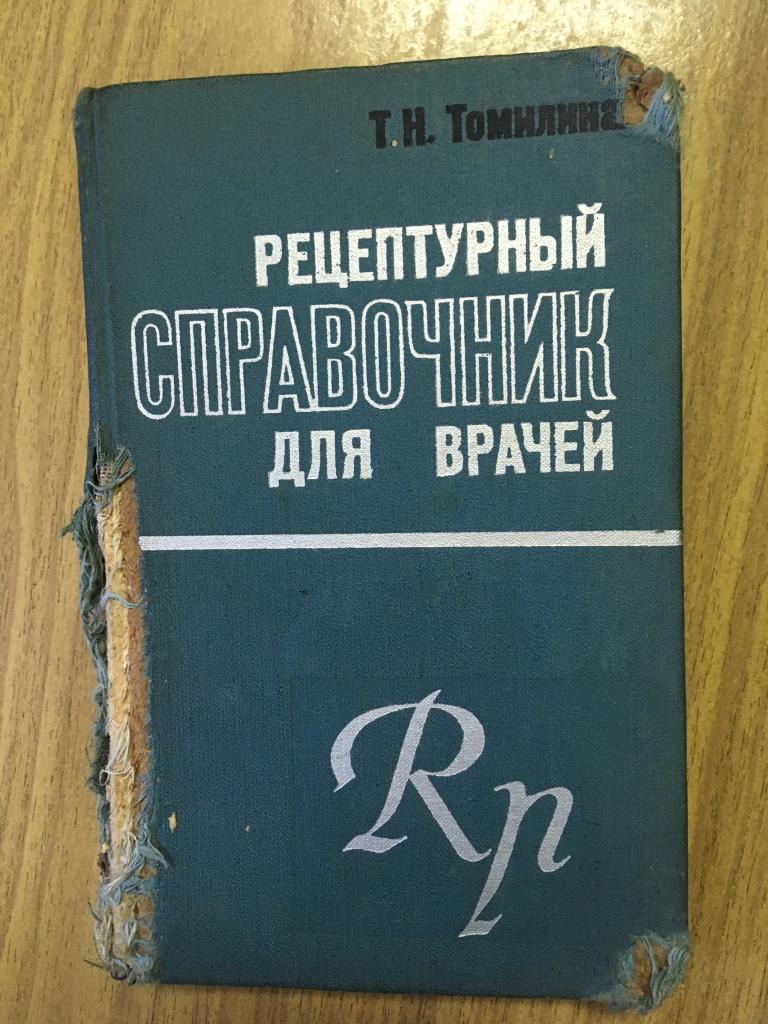 Т. Н. Томилина
РЕЦЕПТУРНЫЙ
СПРАВОЧНИК
ДЛЯ ВРАЧЕЙ
Rp